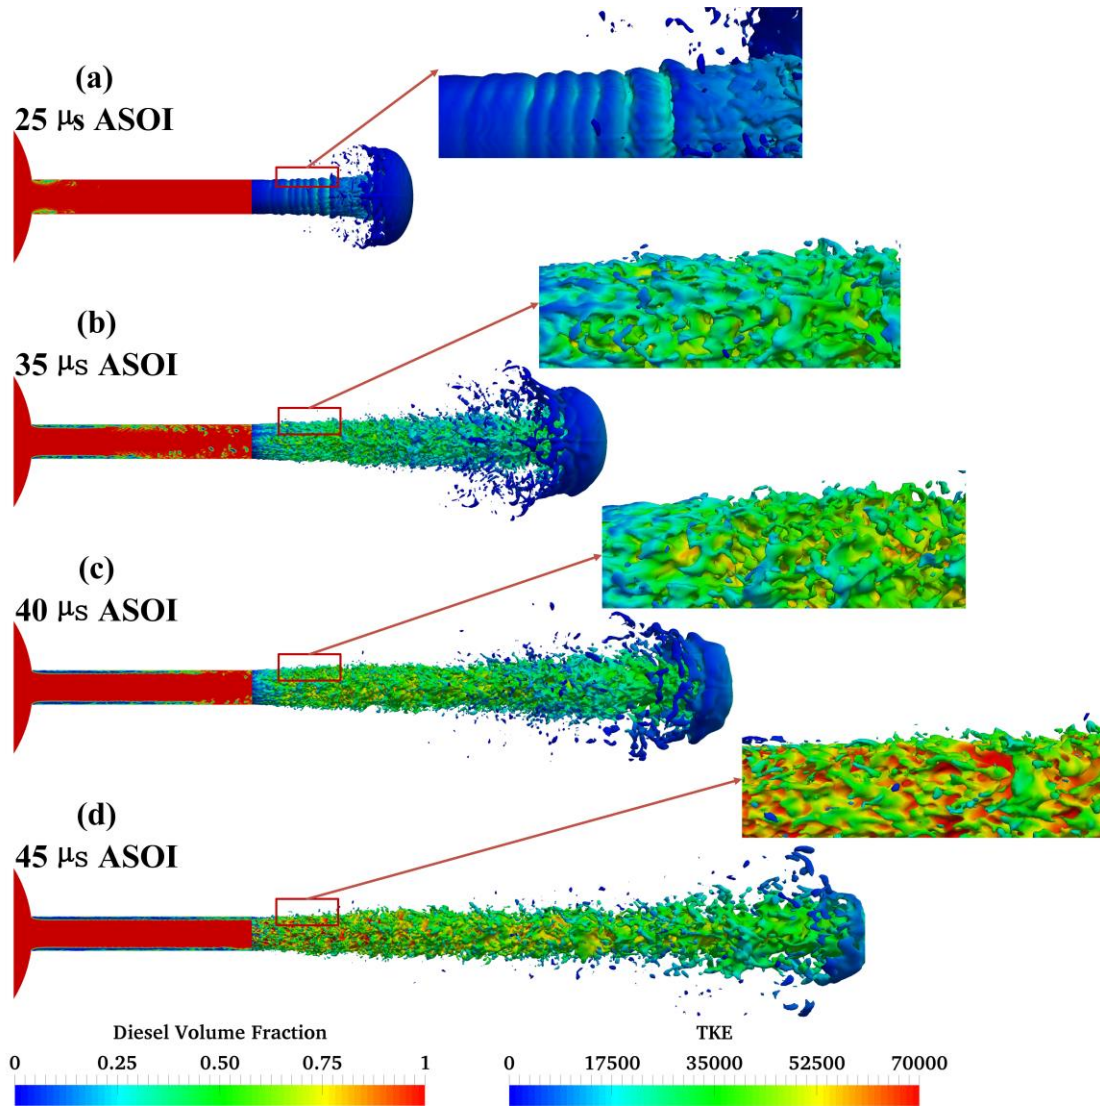 (a)
25 μs ASOI
(b)
35 μs ASOI
(c)
40 μs ASOI
(d)
45 μs ASOI
Diesel Volume Fraction
0 0.25 0.50 0.75 1
TKE
0 17500 35000 52500 70000